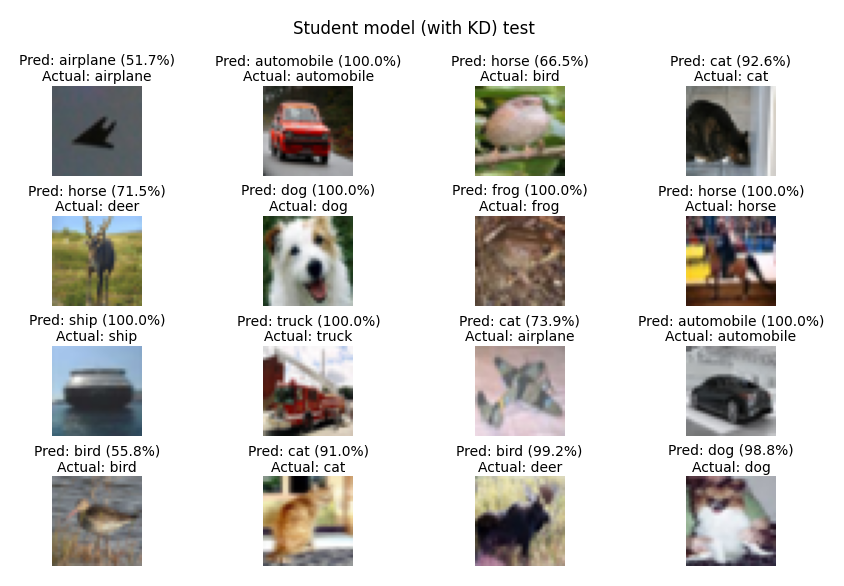 Student model (with KD) test
Pred: airplane (51.7%)
Actual: airplane
Pred: automobile (100.0%)
Actual: automobile
Pred: horse (66.5%)
Actual: bird
Pred: cat (92.6%)
Actual: cat
Pred: horse (71.5%)
Actual: deer
Pred: dog (100.0%)
Actual: dog
Pred: frog (100.0%)
Actual: frog
Pred: horse (100.0%)
Actual: horse
Pred: ship (100.0%)
Actual: ship
Pred: truck (100.0%)
Actual: truck
Pred: cat (73.9%)
Actual: airplane
Pred: automobile (100.0%)
Actual: automobile
Pred: bird (55.8%)
Actual: bird
Pred: cat (91.0%)
Actual: cat
Pred: bird (99.2%)
Actual: deer
Pred: dog (98.8%)
Actual: dog